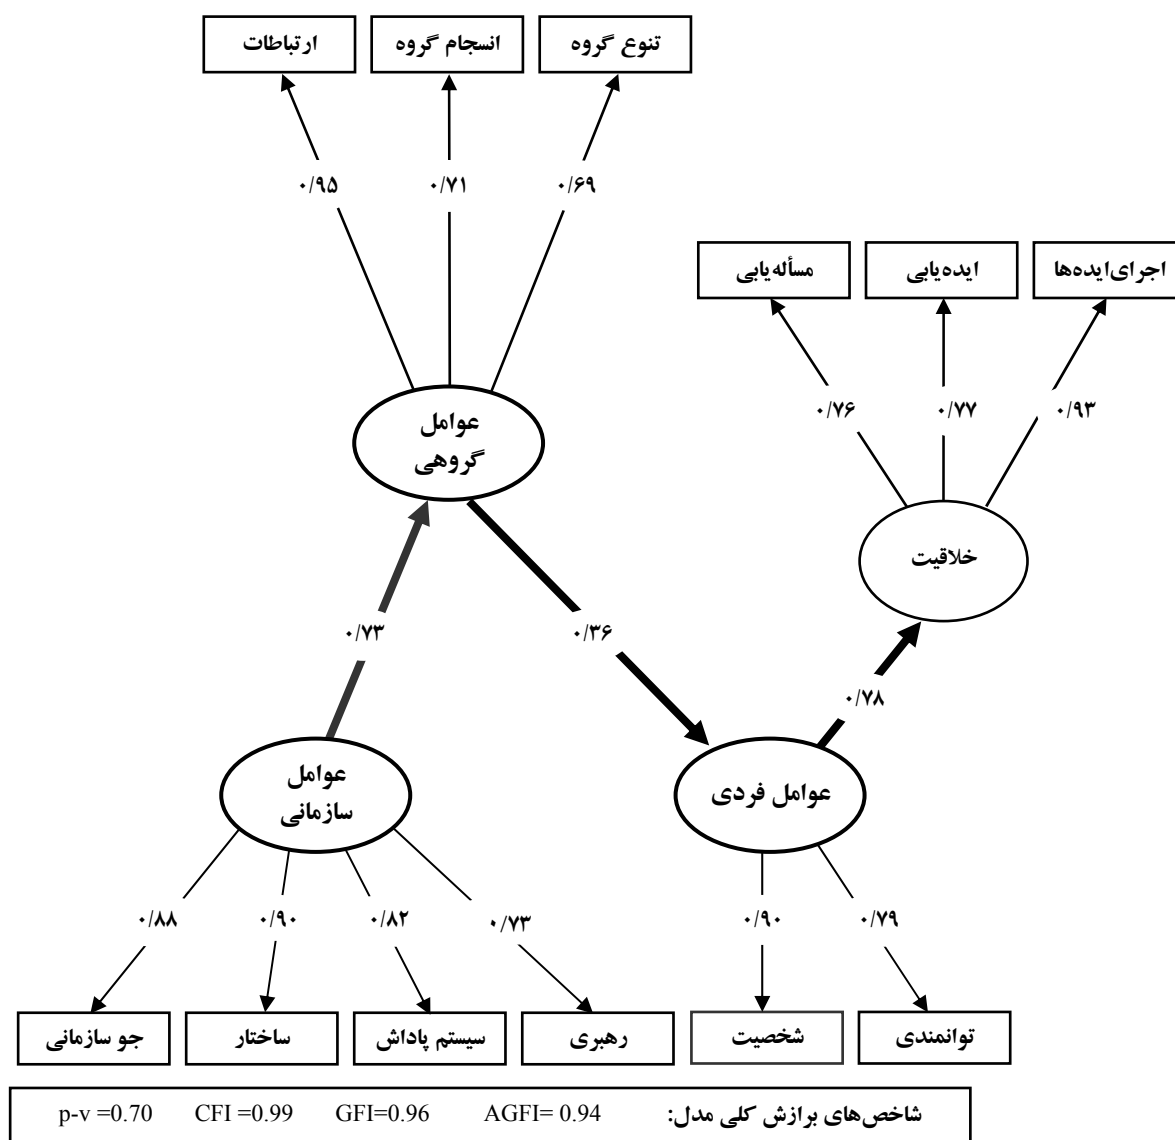 تنوع گروه
انسجام گروه
ارتباطات
۰/۶۹
۰/۷۱
۰/۹۵
اجرای‌ایده‌ها
ایده‌یابی
مسأله‌یابی
۰/۹۳
۰/۷۷
۰/۷۶
عوامل
گروهی
خلاقیت
۰/۳۶
۰/۷۳
۰/۷۸
عوامل فردی
عوامل
سازمانی
۰/۷۹
۰/۹۰
۰/۷۳
۰/۸۲
۰/۹۰
۰/۸۸
توانمندی
شخصیت
رهبری
سیستم پاداش
ساختار
جو سازمانی
شاخص‌های برازش کلی مدل: AGFI= 0.94 GFI=0.96 CFI =0.99 p-v =0.70